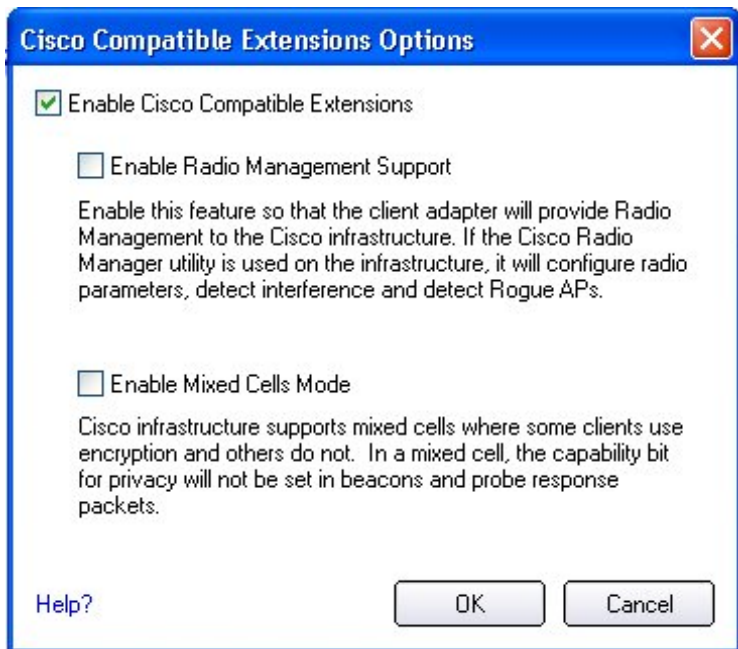 Cisco Compatible Extensions Options
Enable Cisco Compatible Extensions
Enable Radio Management Support
Enable this feature so that the client adapter will provide Radio
Management to the Cisco infrastructure. If the Cisco Radio
Manager utility is used on the infrastructure, it will configure radio
parameters, detect interference and detect Rogue APs.
Enable Mixed Cells Mode
Cisco infrastructure supports mixed cells where some clients use
encryption and others do not. In a mixed cell, the capability bit
for privacy will not be set in beacons and probe response
packets.
Help?
OK
Cancel